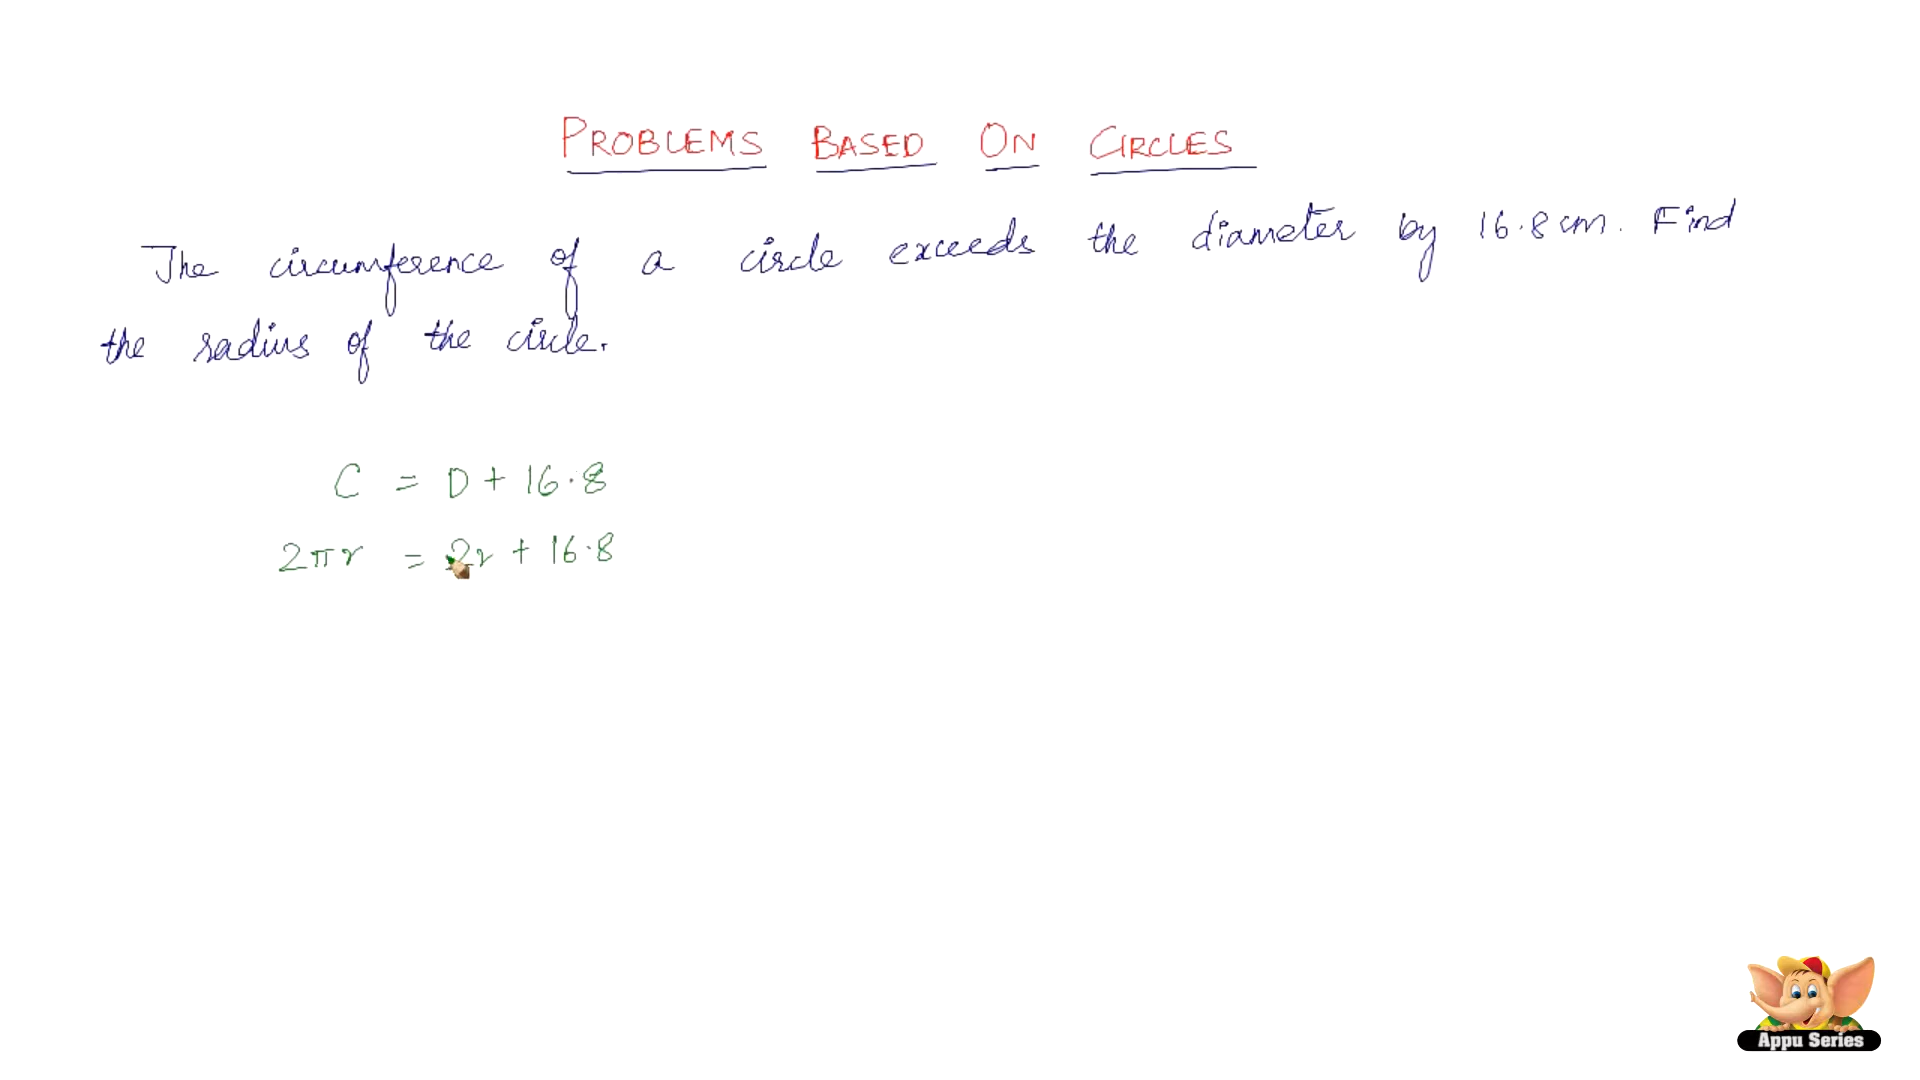 PROBLEMS BASED ON CIRCLES
The circumference of a circle exceeds the diameter by 16.8 cm. Find
the radius of the circle.
C = D + 16.8
2πr = 2r + 16.8
Appu Series